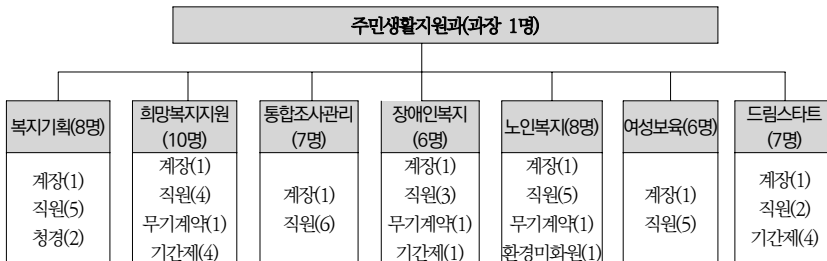 주민생활지원과(과장 1명)
복지기획(8명)
계장(1)
직원(5)
청경(2)
희망복지지원
(10명)
계장(1)
직원(4)
무기계약(1)
기간제(4)
통합조사관리
(7명)
계장(1)
직원(6)
장애인복지
(6명)
계장(1)
직원(3)
무기계약(1)
기간제(1)
노인복지(8명)
계장(1)
직원(5)
무기계약(1)
환경미화원(1)
여성보육(6명)
계장(1)
직원(5)
드림스타트
(7명)
계장(1)
직원(2)
기간제(4)